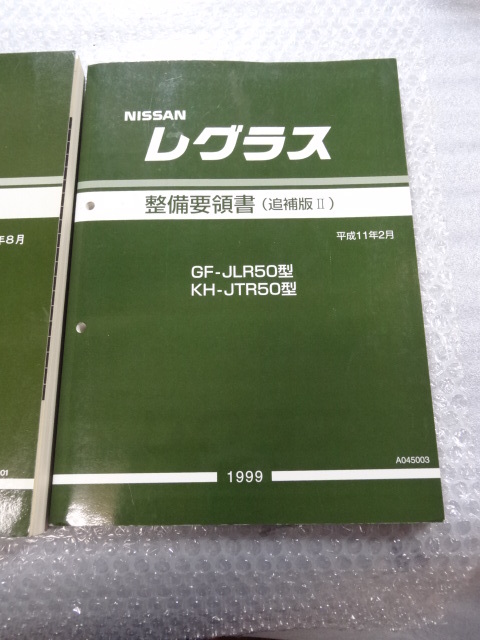 NISSAN
レグラス
整備要領書(追補版Ⅱ)
平成11年2月
GF-JLR50型
KH-JTR50型
A045003
1999
年8月
01